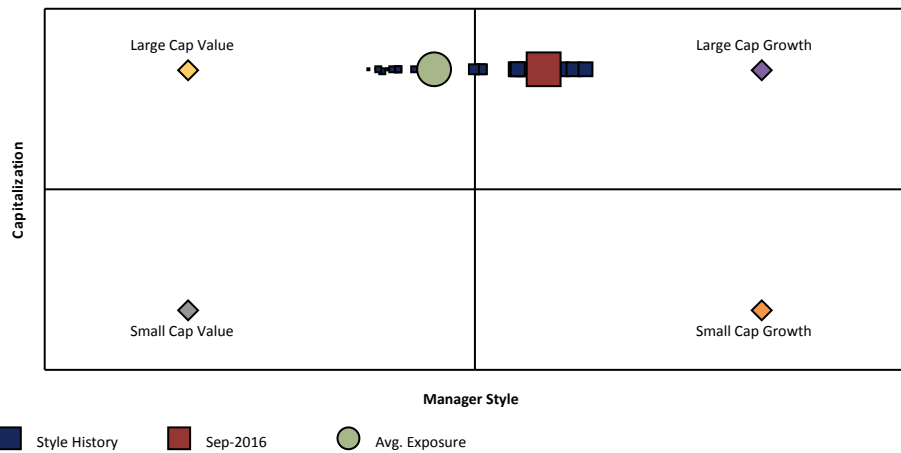 Large Cap Value
Large Cap Growth
Capitalization
Small Cap Value
Small Cap Growth
Manager Style
Style History
Sep-2016
Avg. Exposure